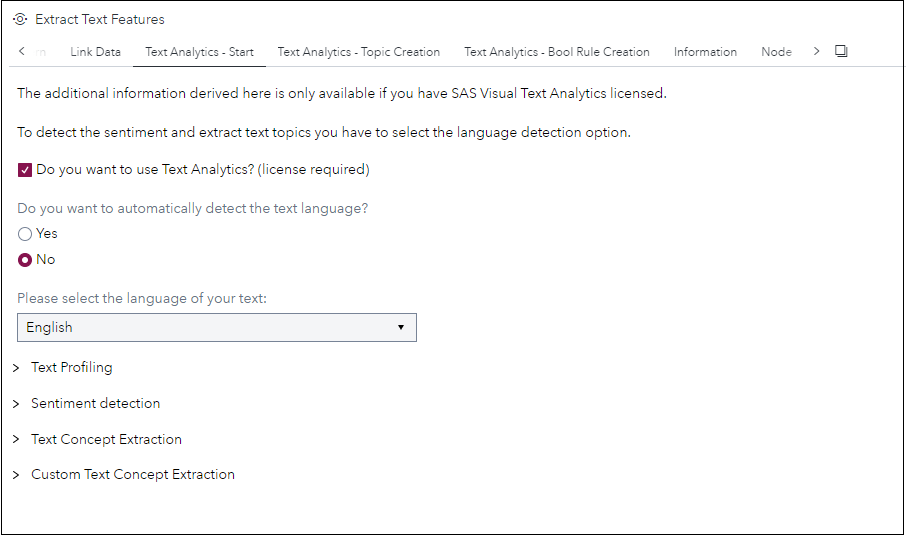 Extract Text Features
Link Data Text Analytics - Start Text Analytics - Topic Creation Text Analytics - Bool Rule Creation Information Node
The additional information derived here is only available if you have SAS Visual Text Analytics licensed.
To detect the sentiment and extract text topics you have to select the language detection option.
Do you want to use Text Analytics? (license required)
Do you want to automatically detect the text language?
Yes
No
Please select the language of your text:
English
Text Profiling
Sentiment detection
Text Concept Extraction
Custom Text Concept Extraction